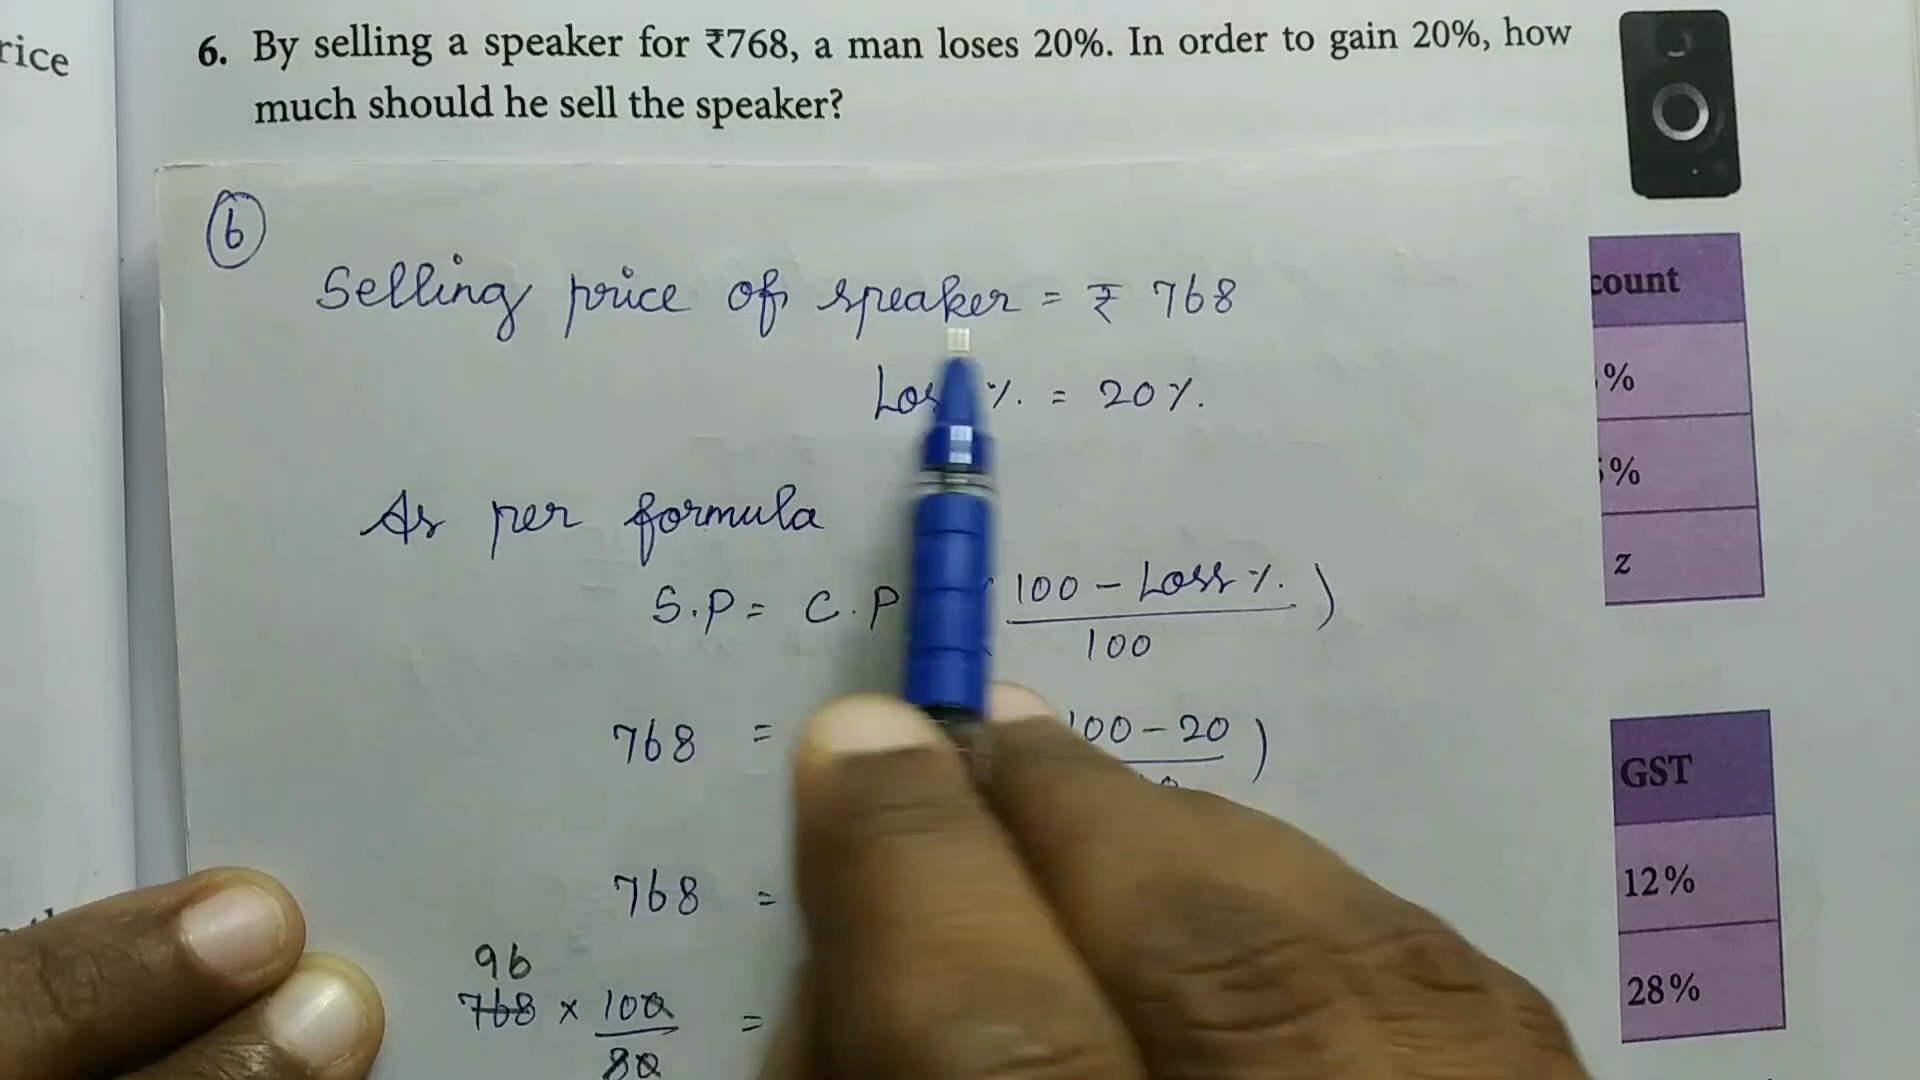 rice
6. By selling a speaker for ₹768, a man loses 20%. In order to gain 20%, how
much should he sell the speaker?
6
Selling price of speaker = ₹ 768
Los %. = 20%.
As per formula
S.P = C.P ( 100 - Loss %. )
100
768 = 100 - 20 )
768 =
96
768 × 100 =
80
count
%
%
z
GST
12%
28%